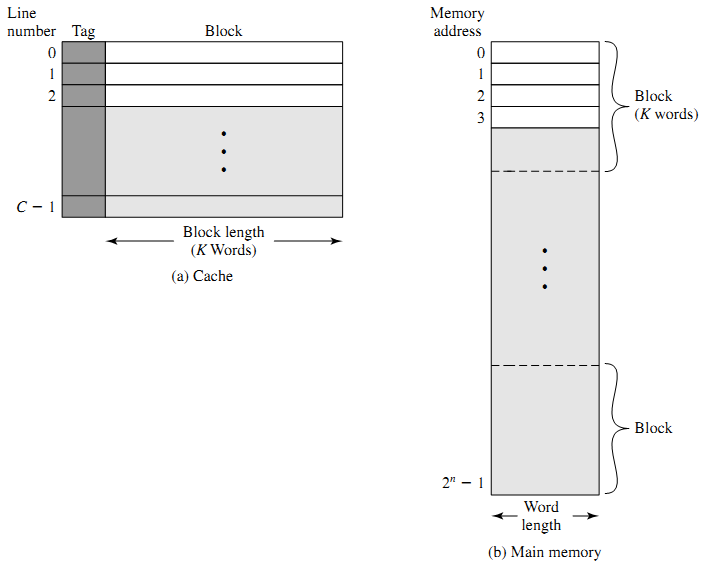 Line
number Tag Block
0
1
2
C – 1
Block length
(K Words)
(a) Cache
Memory
address
0
1
2
3
Block
(K words)
Block
2ⁿ – 1
Word
length
(b) Main memory